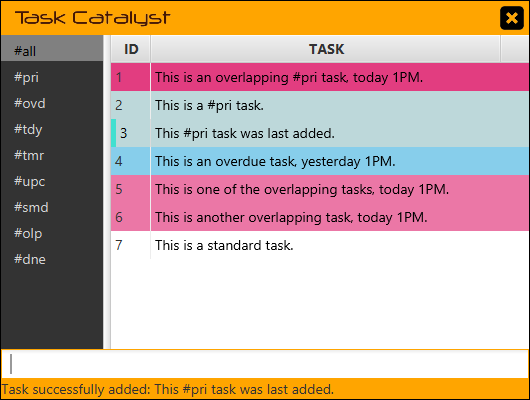 Task Catalyst
#all
#pri
#ovd
#tdy
#tmr
#upc
#smd
#olp
#dne
ID TASK
1 This is an overlapping #pri task, today 1PM.
2 This is a #pri task.
3 This #pri task was last added.
4 This is an overdue task, yesterday 1PM.
5 This is one of the overlapping tasks, today 1PM.
6 This is another overlapping task, today 1PM.
7 This is a standard task.
Task successfully added: This #pri task was last added.